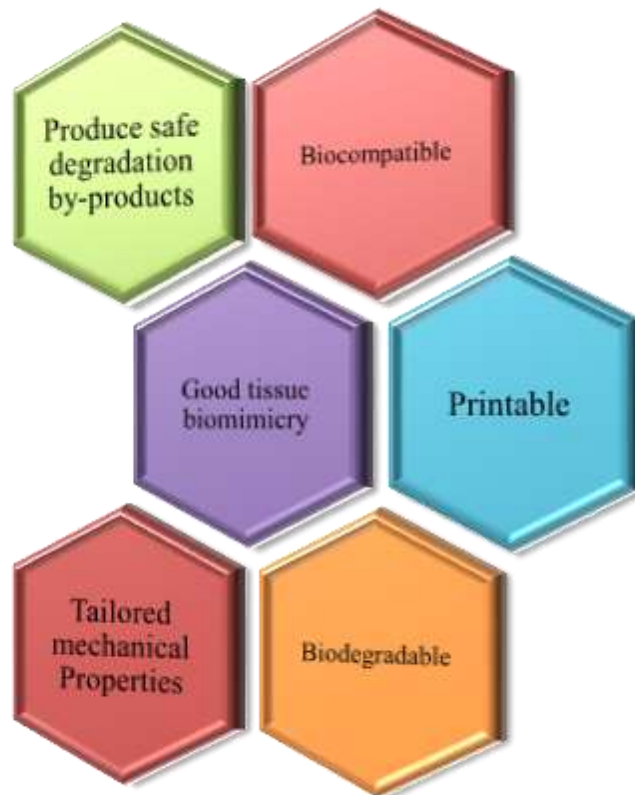 Produce safe
degradation
by-products
Biocompatible
Good tissue
biomimicry
Printable
Tailored
mechanical
Properties
Biodegradable